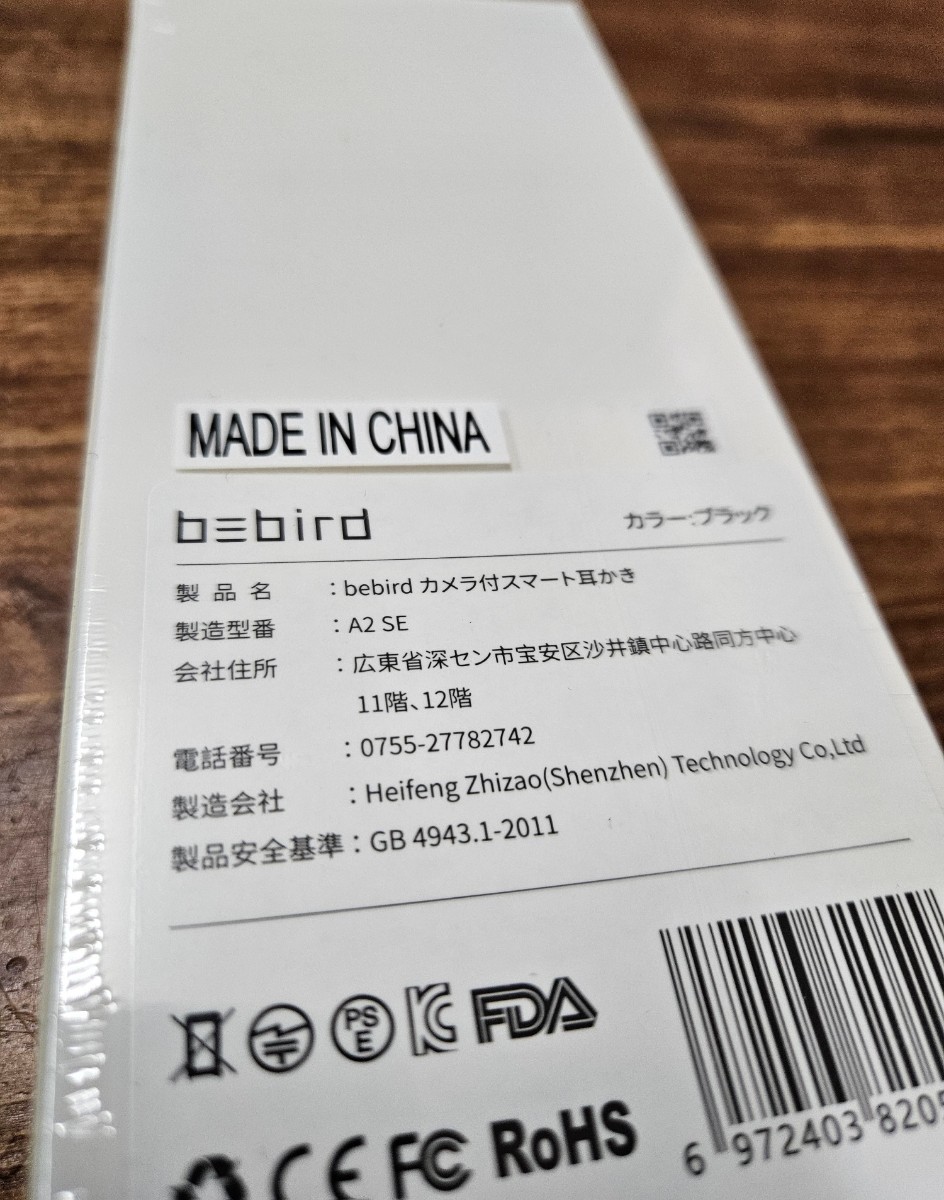 MADE IN CHINA
bebird
カラー:ブラック
製品名 : bebird カメラ付スマート耳かき
製造型番 : A2 SE
会社住所 : 広東省深セン市宝安区沙井鎮中心路同方中心
11階、12階
電話番号 : 0755-27782742
製造会社 : Heifeng Zhizao(Shenzhen) Technology Co,Ltd
製品安全基準 : GB 4943.1-2011
PSE KC FDA
CE FC RoHS
6 972403 8205